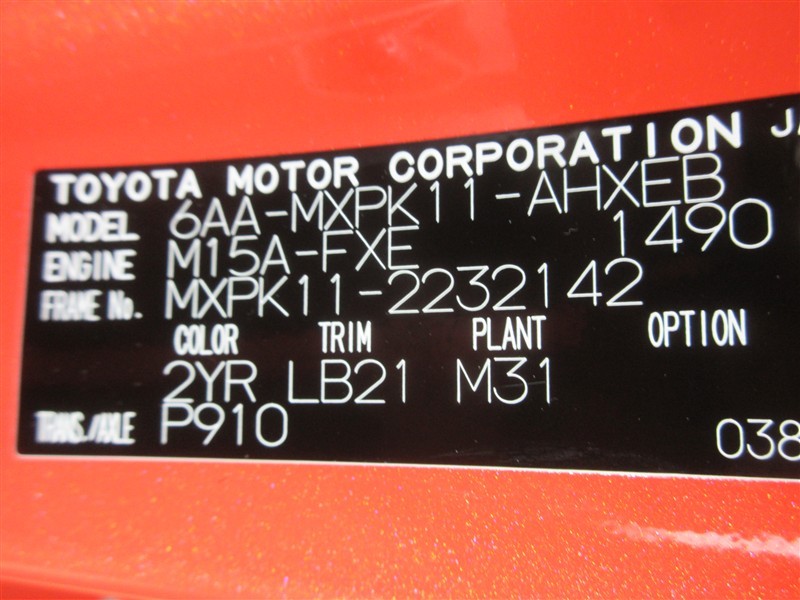 TOYOTA MOTOR CORPORATION JA
MODEL 6AA-MXPK11-AHXEB
ENGINE M15A-FXE 1490
FRAME No. MXPK11-2232142
COLOR TRIM PLANT OPTION
2YR LB21 M31
TRANS./AXLE P910
038